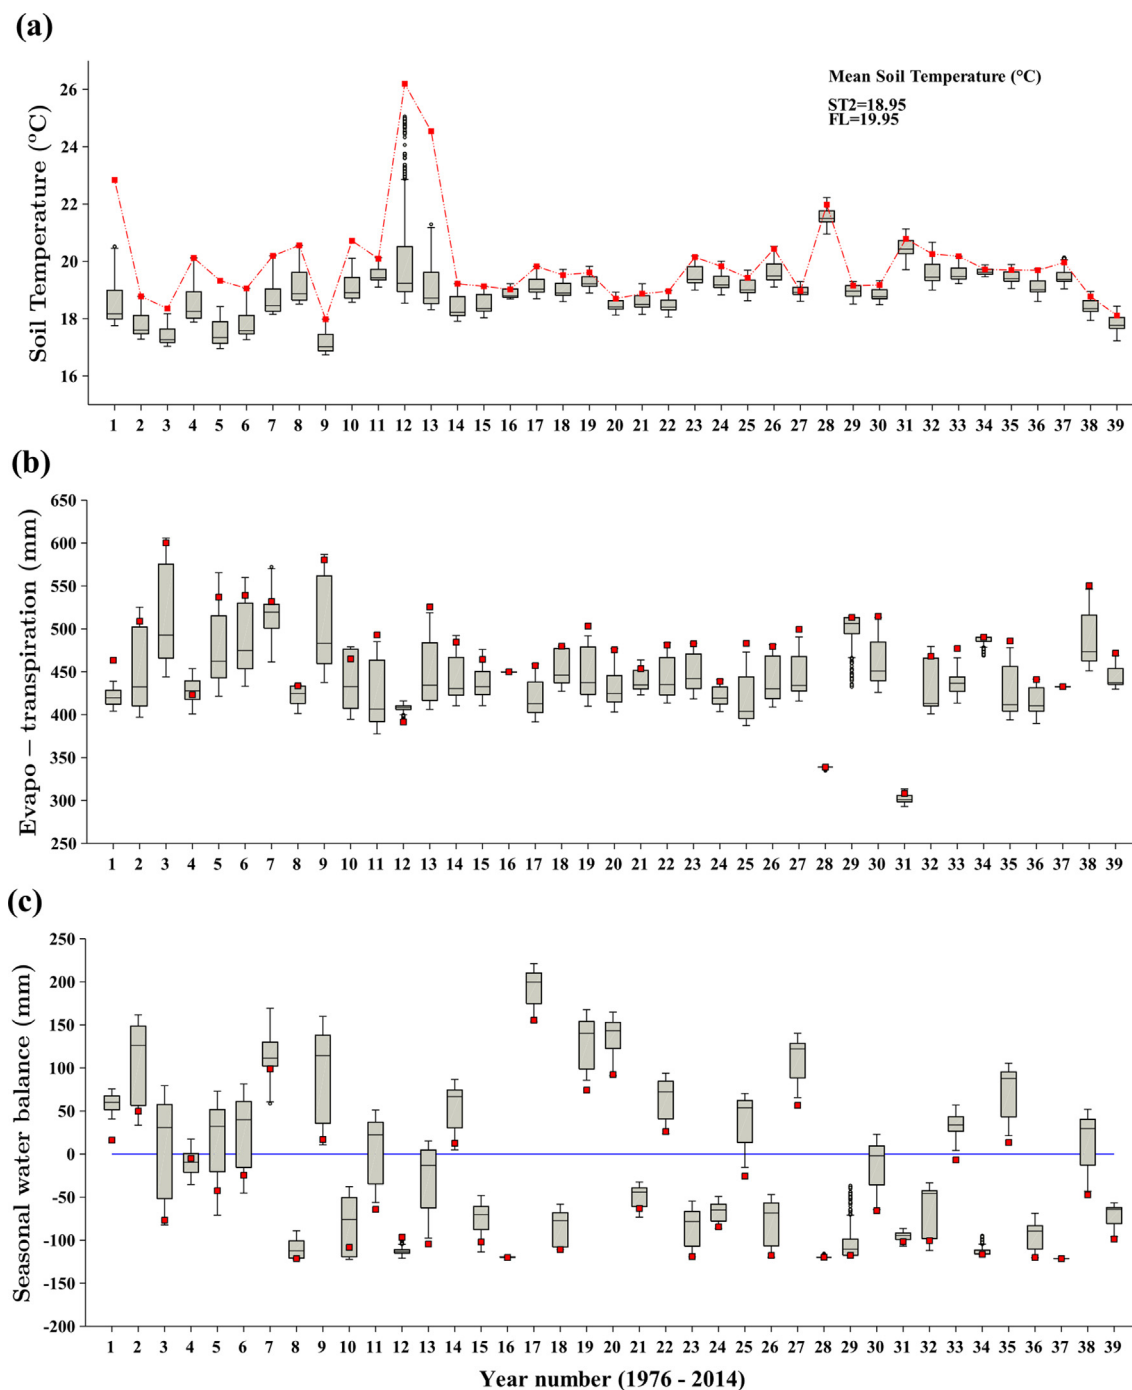 (a)
Mean Soil Temperature (°C)
ST2=18.95
FL=19.95
Soil Temperature (°C)
26
24
22
20
18
16
1 2 3 4 5 6 7 8 9 10 11 12 13 14 15 16 17 18 19 20 21 22 23 24 25 26 27 28 29 30 31 32 33 34 35 36 37 38 39
(b)
Evapo – transpiration (mm)
650
600
550
500
450
400
350
300
250
1 2 3 4 5 6 7 8 9 10 11 12 13 14 15 16 17 18 19 20 21 22 23 24 25 26 27 28 29 30 31 32 33 34 35 36 37 38 39
(c)
Seasonal water balance (mm)
250
200
150
100
50
0
-50
-100
-150
-200
1 2 3 4 5 6 7 8 9 10 11 12 13 14 15 16 17 18 19 20 21 22 23 24 25 26 27 28 29 30 31 32 33 34 35 36 37 38 39
Year number (1976 - 2014)